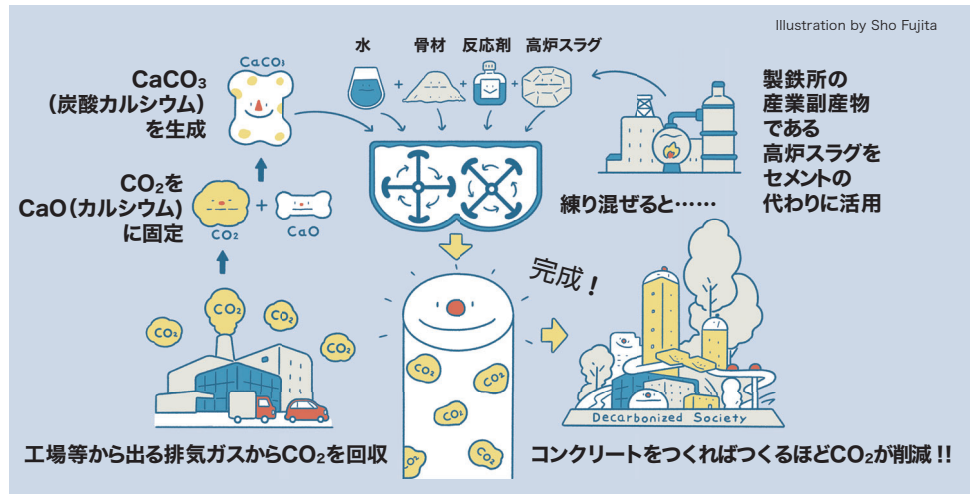 Illustration by Sho Fujita
水
骨材
反応剤
高炉スラグ
CaCO₃
CaCO₃
（炭酸カルシウム）
を生成
製鉄所の
産業副産物
である
高炉スラグを
セメントの
代わりに活用
CO₂を
CaO（カルシウム）
に固定
+
+
+
+
CO₂
CaO
練り混ぜると……
完成！
CO₂
CO₂
CO₂
CO₂
CO₂
CO₂
CO₂
CO₂
CO₂
Decarbonized Society
工場等から出る排気ガスからCO₂を回収
コンクリートをつくればつくるほどCO₂が削減!!